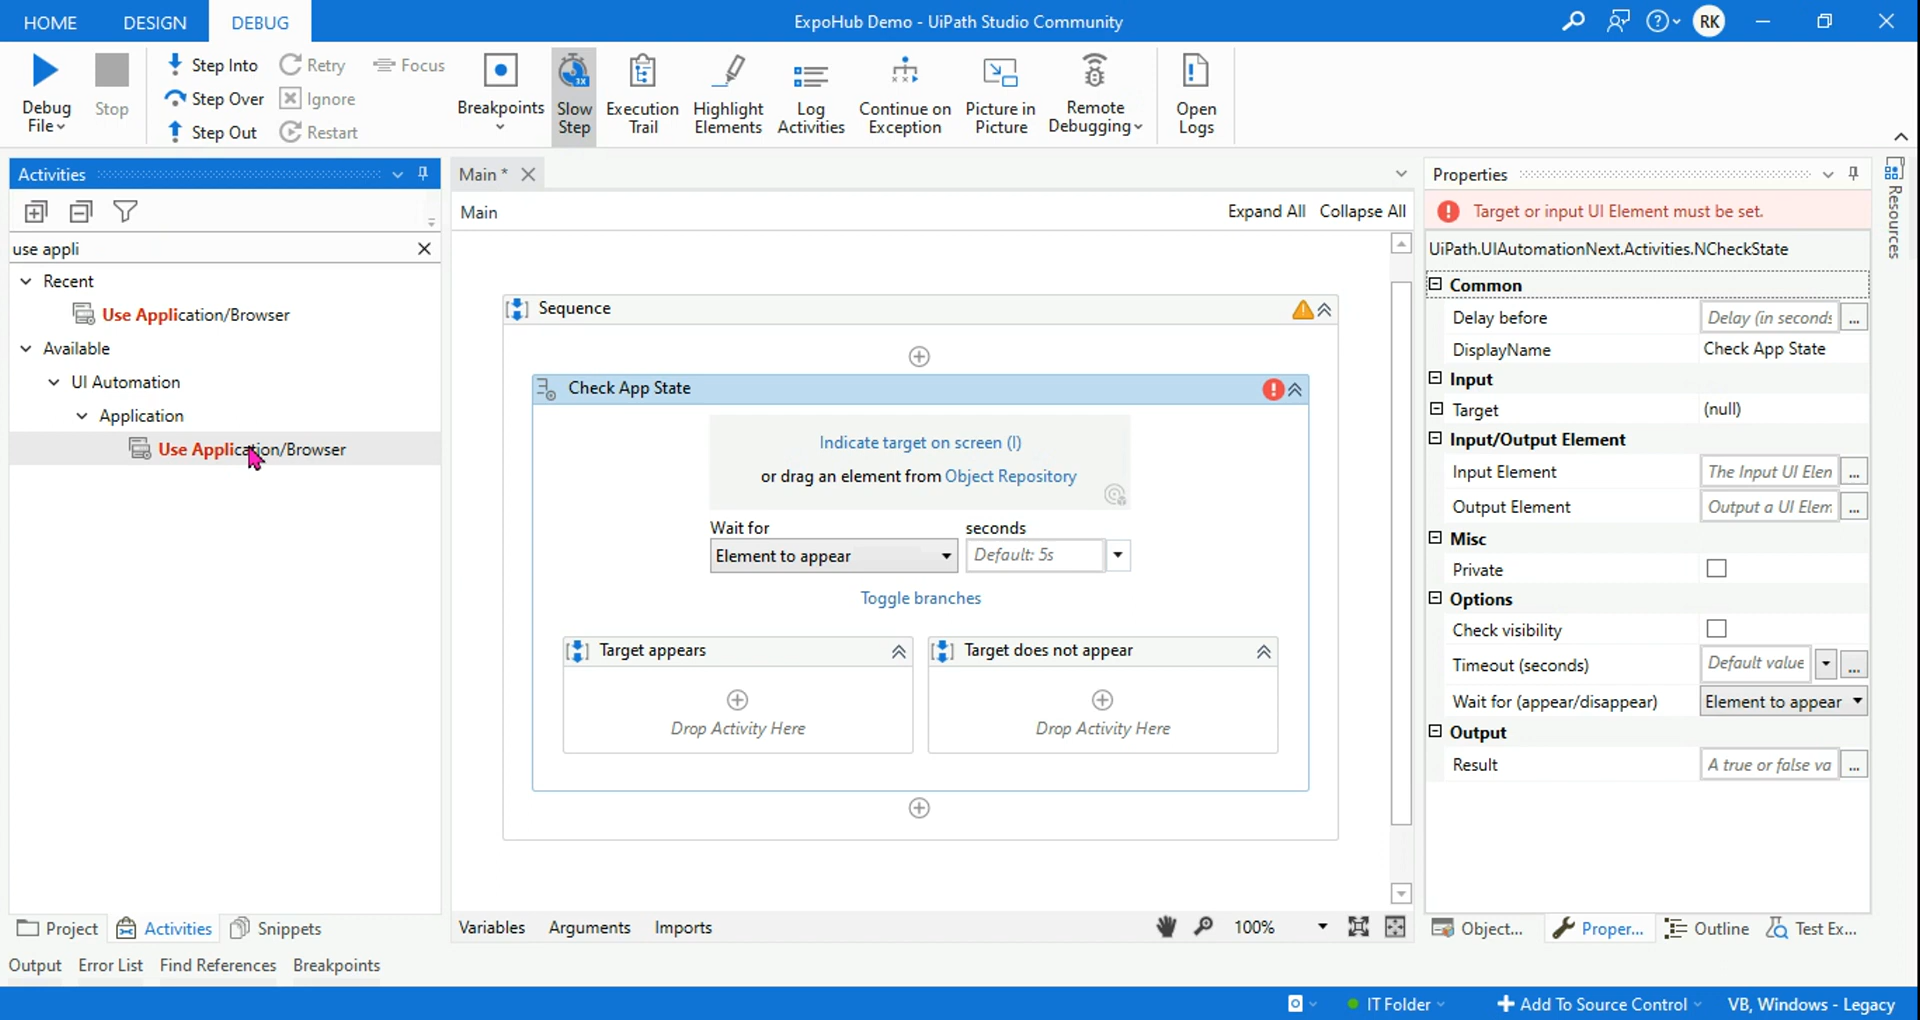 HOME DESIGN DEBUG ExpoHub Demo - UiPath Studio Community RK
Debug File Stop
Step Into Retry Focus
Step Over Ignore
Step Out Restart
Breakpoints
3X
Slow Step
Execution Trail
Highlight Elements
Log Activities
Continue on Exception
Picture in Picture
Remote Debugging
Open Logs
Activities
use appli
Recent
Use Application/Browser
Available
UI Automation
Application
Use Application/Browser
Project Activities Snippets
Main *
Main Expand All Collapse All
Sequence
Check App State
Indicate target on screen (I)
or drag an element from Object Repository
Wait for seconds
Element to appear Default: 5s
Toggle branches
Target appears Target does not appear
Drop Activity Here Drop Activity Here
Variables Arguments Imports 100%
Properties
Target or input UI Element must be set.
UiPath.UIAutomationNext.Activities.NCheckState
Common
Delay before Delay (in seconds ...
DisplayName Check App State
Input
Target (null)
Input/Output Element
Input Element The Input UI Elen ...
Output Element Output a UI Elem ...
Misc
Private
Options
Check visibility
Timeout (seconds) Default value ...
Wait for (appear/disappear) Element to appear
Output
Result A true or false va ...
Object... Proper... Outline Test Ex...
Resources
Output Error List Find References Breakpoints
IT Folder Add To Source Control VB, Windows - Legacy